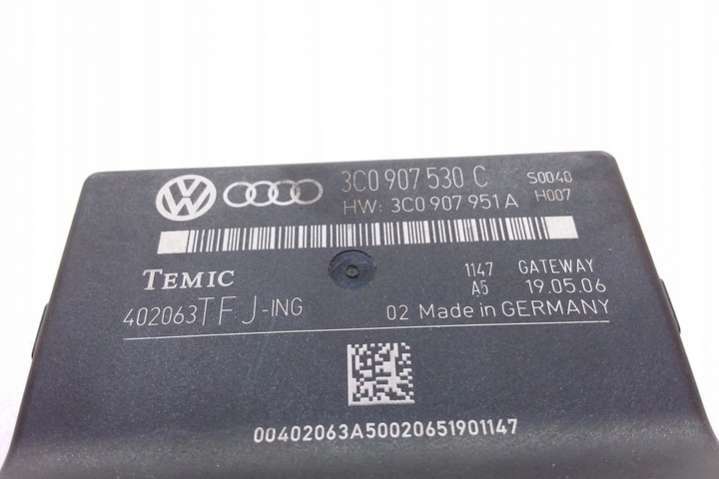 3C0 907 530 C S0040
HW: 3C0 907 951 A H007
TEMIC 1147 GATEWAY
A5 19.05.06
402063TFJ-ING 02 Made in GERMANY
00402063A50020651901147